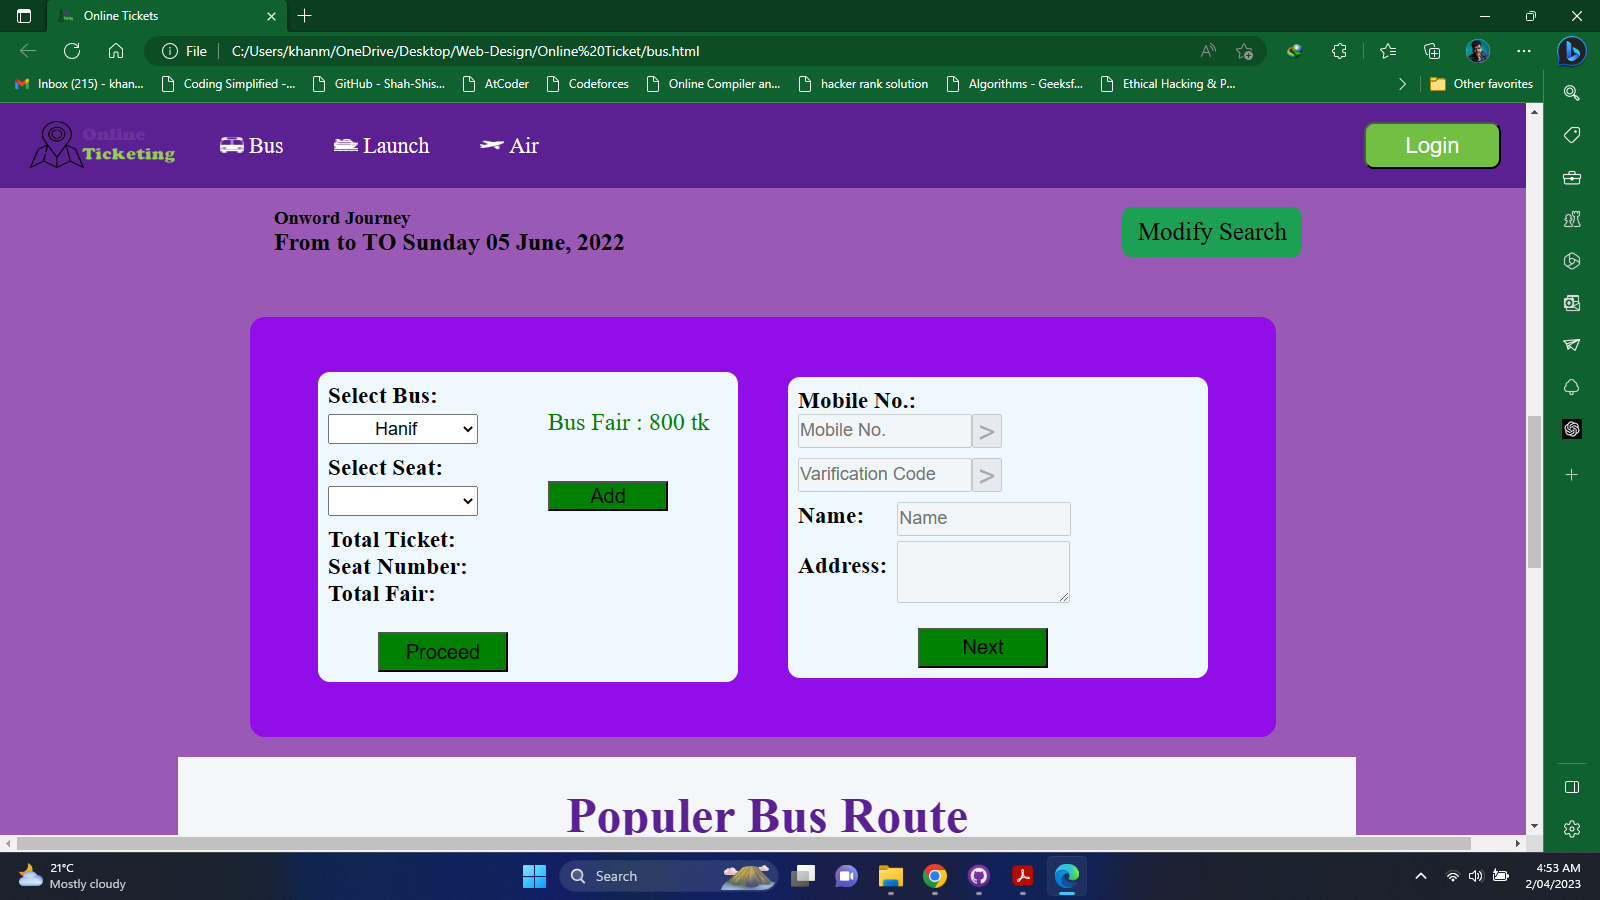 Online Tickets
File
C:/Users/khanm/OneDrive/Desktop/Web-Design/Online%20Ticket/bus.html
Inbox (215) - khan...
Coding Simplified -...
GitHub - Shah-Shis...
AtCoder
Codeforces
Online Compiler an...
hacker rank solution
Algorithms - Geeksf...
Ethical Hacking & P...
Other favorites
Online
Ticketing
Bus
Launch
Air
Login
Onword Journey
From to TO Sunday 05 June, 2022
Modify Search
Select Bus:
Hanif
Bus Fair : 800 tk
Select Seat:
Add
Total Ticket:
Seat Number:
Total Fair:
Proceed
Mobile No.:
Mobile No.
>
Varification Code
>
Name:
Name
Address:
Next
Populer Bus Route
21°C
Mostly cloudy
Search
4:53 AM
2/04/2023